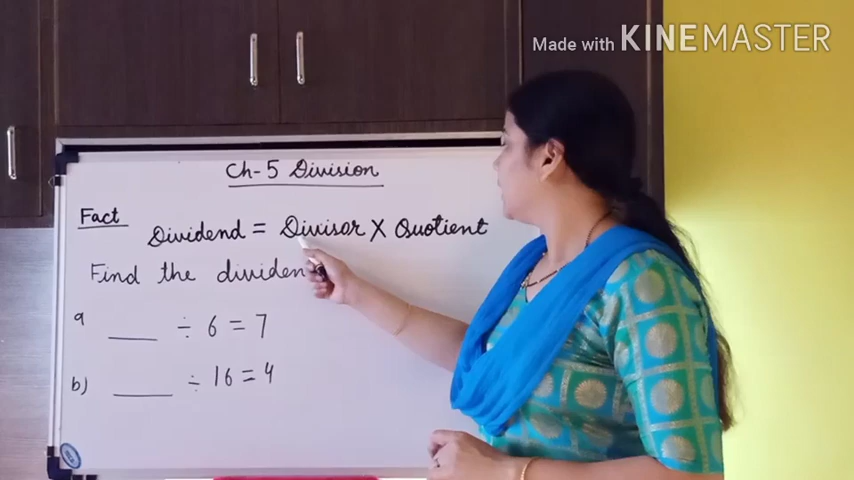 Made with KINEMASTER
Ch-5 Division
Fact
Dividend = Divisor X Quotient
Find the dividen
a ___ ÷ 6 = 7
b) ___ ÷ 16 = 4